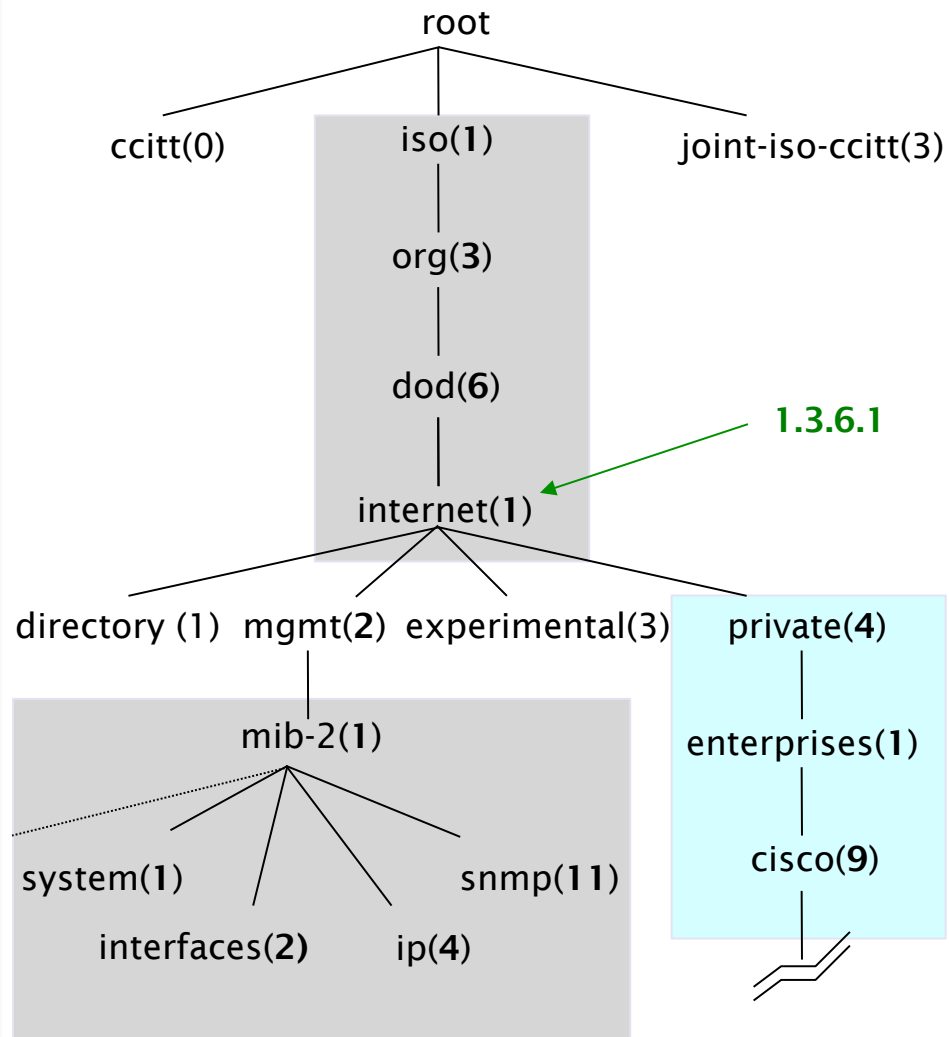 root
ccitt(0) iso(1) joint-iso-ccitt(3)
org(3)
dod(6)
1.3.6.1
internet(1)
directory (1) mgmt(2) experimental(3) private(4)
mib-2(1) enterprises(1)
system(1) snmp(11) cisco(9)
interfaces(2) ip(4)